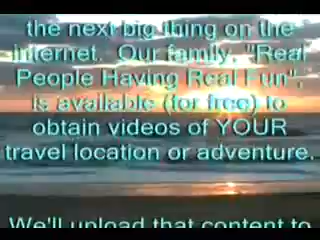 the next big thing on the
internet. Our family, "Real
People Having Real Fun",
is available (for free) to
obtain videos of YOUR
travel location or adventure.
We'll upload that content to